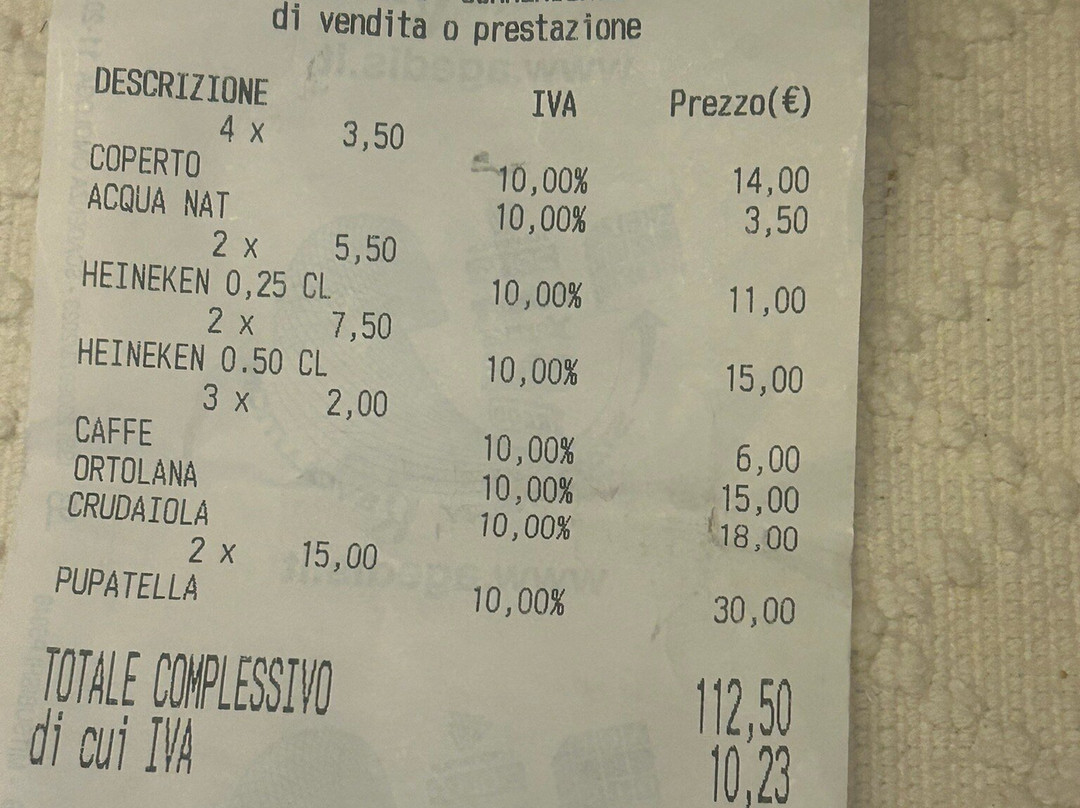 di vendita o prestazione
DESCRIZIONE IVA Prezzo(€)
4 x 3,50
COPERTO 10,00% 14,00
ACQUA NAT 10,00% 3,50
2 x 5,50
HEINEKEN 0,25 CL 10,00% 11,00
2 x 7,50
HEINEKEN 0.50 CL 10,00% 15,00
3 x 2,00
CAFFE 10,00% 6,00
ORTOLANA 10,00% 15,00
CRUDAIOLA 10,00% 18,00
2 x 15,00
PUPATELLA 10,00% 30,00
TOTALE COMPLESSIVO 112,50
di cui IVA 10,23